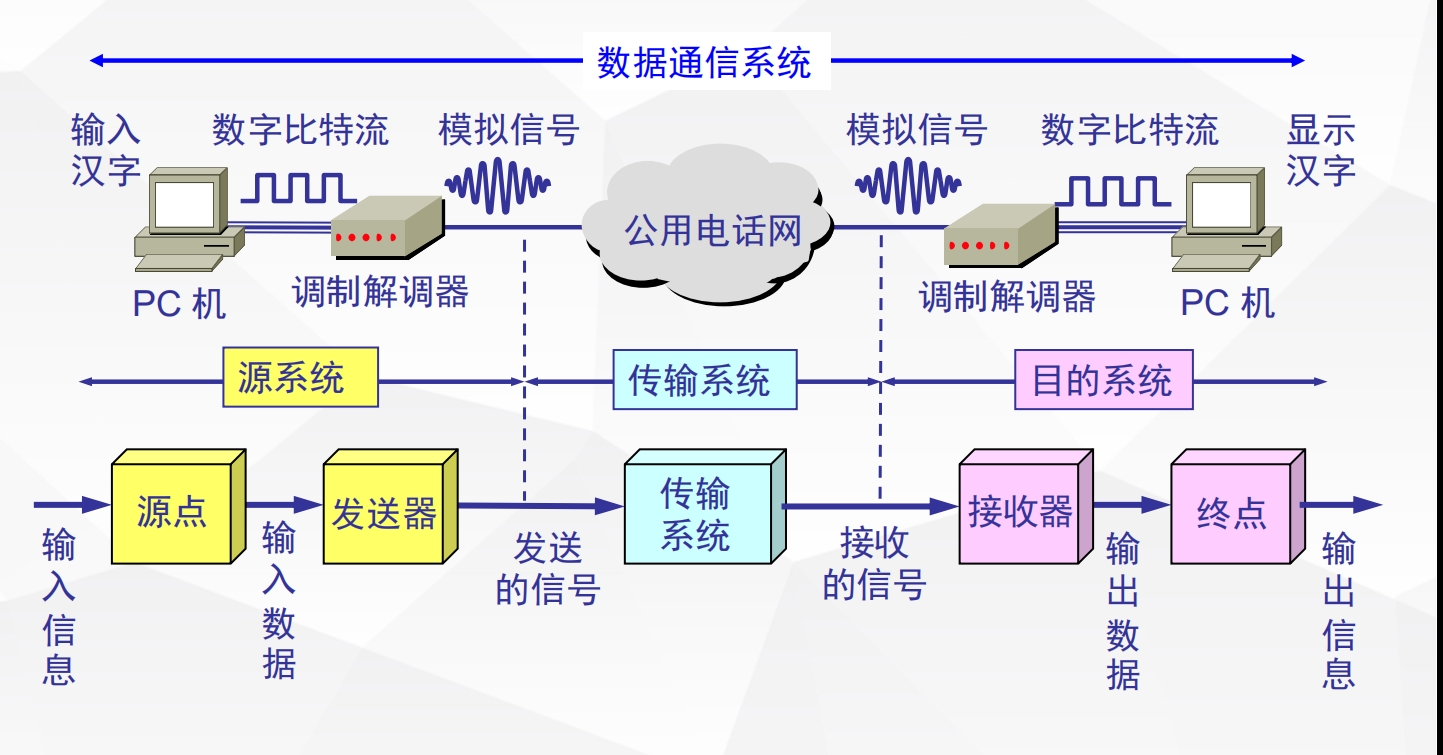 数据通信系统
输入
汉字
数字比特流
模拟信号
模拟信号
数字比特流
显示
汉字
公用电话网
PC 机
调制解调器
调制解调器
PC 机
源系统
传输系统
目的系统
源点
发送器
传输
系统
接收器
终点
输
入
信
息
输
入
数
据
发送
的信号
接收
的信号
输
出
数
据
输
出
信
息